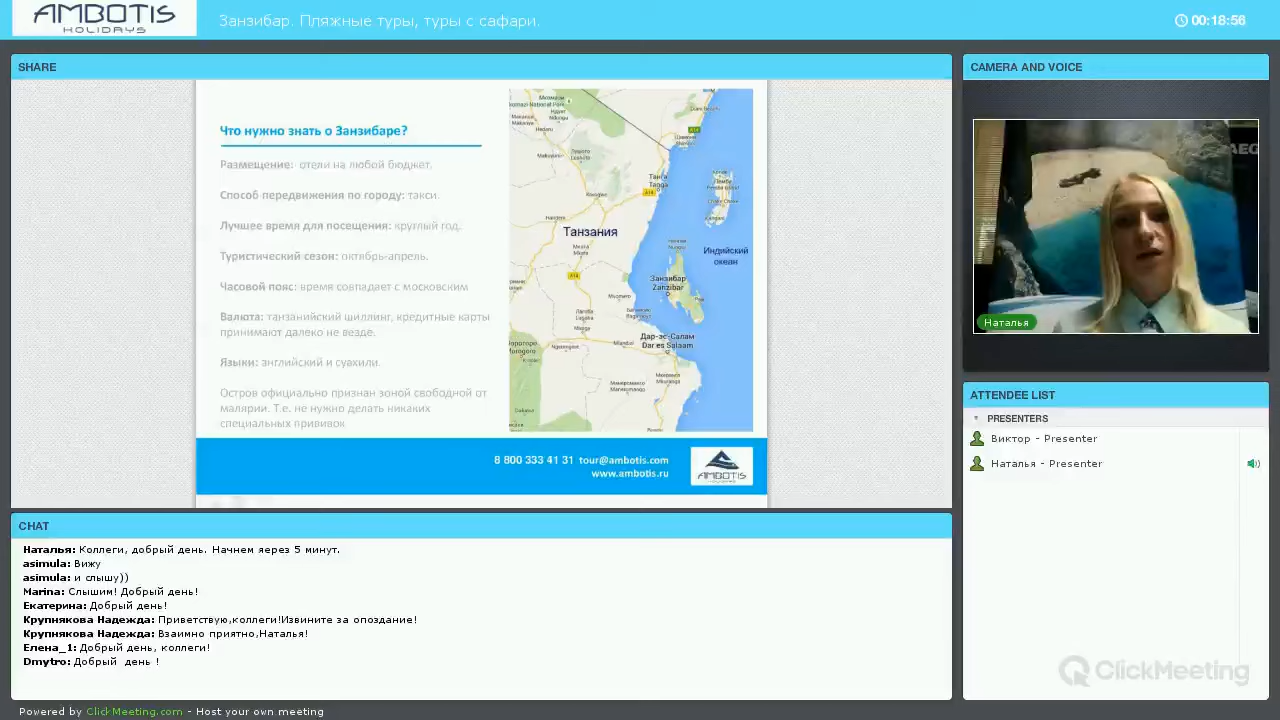 AMBOTIS
HOLIDAYS
Занзибар. Пляжные туры, туры с сафари.
00:18:56
SHARE
Что нужно знать о Занзибаре?
Размещение: отели на любой бюджет.
Способ передвижения по городу: такси.
Лучшее время для посещения: круглый год.
Туристический сезон: октябрь-апрель.
Часовой пояс: время совпадает с московским
Валюта: танзанийский шиллинг, кредитные карты
принимают далеко не везде.
Языки: английский и суахили.
Остров официально признан зоной свободной от
малярии. Т.е. не нужно делать никаких
специальных прививок
Танга
Tanga
A14
Танзания
Индийский
океан
Занзибар
Zanzibar
A14
Дар-эс-Салам
Dar es Salaam
8 800 333 41 31 tour@ambotis.com
www.ambotis.ru
AMBOTIS
HOLIDAYS
CAMERA AND VOICE
AEG
Наталья
ATTENDEE LIST
PRESENTERS
Виктор - Presenter
Наталья - Presenter
CHAT
Наталья: Коллеги, добрый день. Начнем яерез 5 минут.
asimula: Вижу
asimula: и слышу))
Marina: Слышим! Добрый день!
Екатерина: Добрый день!
Крупнякова Надежда: Приветствую,коллеги!Извините за опоздание!
Крупнякова Надежда: Взаимно приятно,Наталья!
Елена_1: Добрый день, коллеги!
Dmytro: Добрый  день !
ClickMeeting
Powered by ClickMeeting.com - Host your own meeting